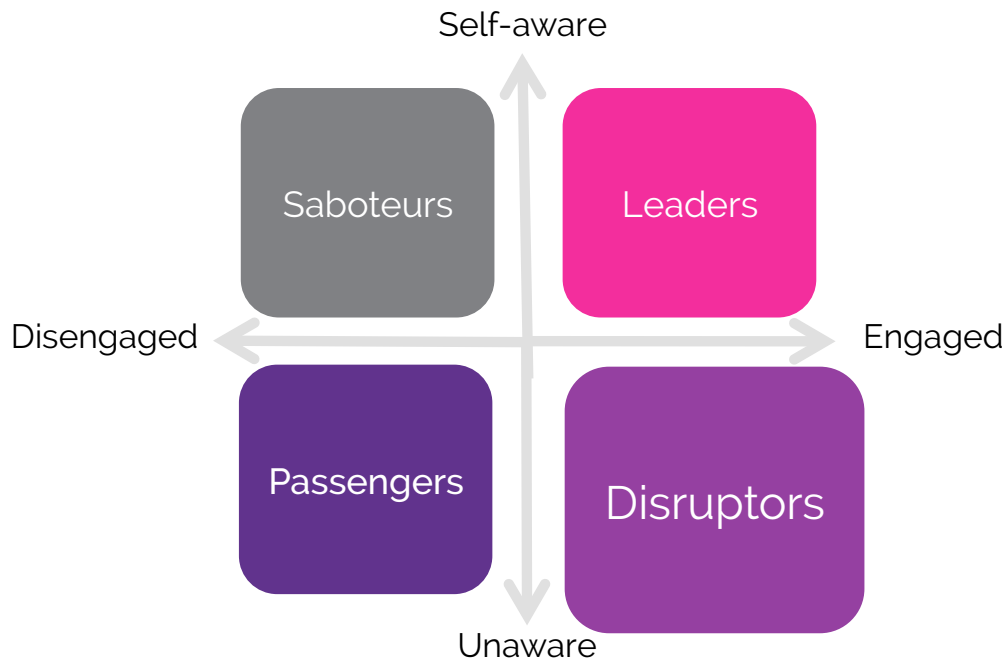 Self-aware
Saboteurs
Leaders
Disengaged
Engaged
Passengers
Disruptors
Unaware